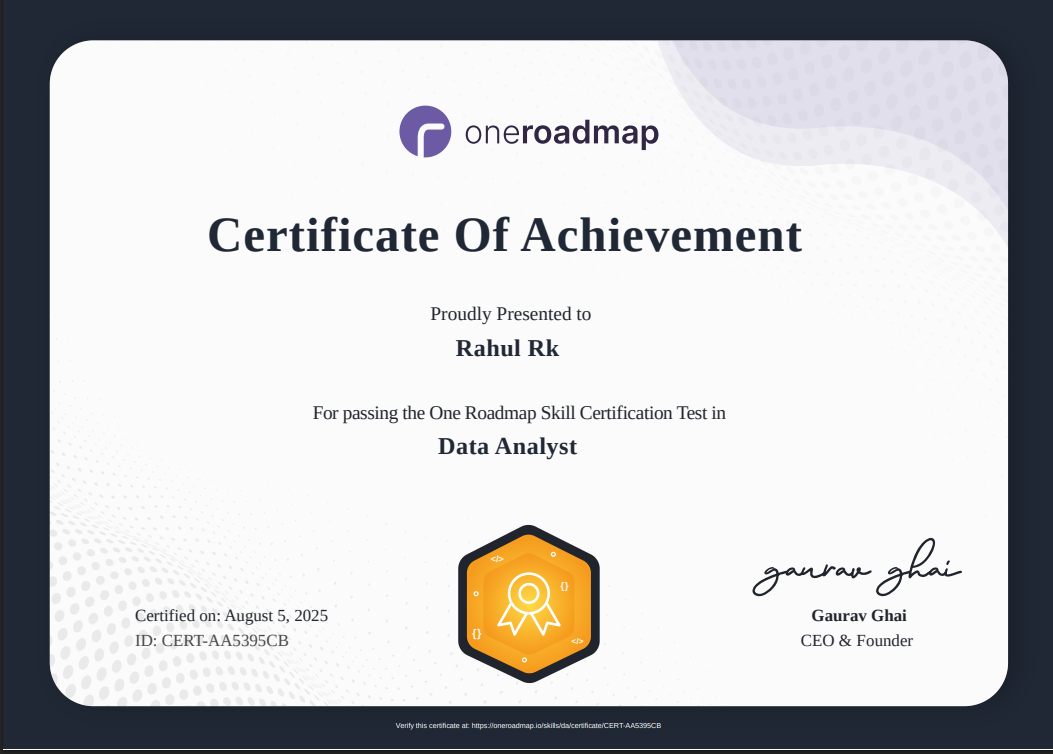 oneroadmap
Certificate Of Achievement
Proudly Presented to
Rahul Rk
For passing the One Roadmap Skill Certification Test in
Data Analyst
</>
{}
{}
</>
gaurav ghai
Certified on: August 5, 2025
Gaurav Ghai
ID: CERT-AA5395CB
CEO & Founder
Verify this certificate at: https://oneroadmap.io/skills/da/certificate/CERT-AA5395CB